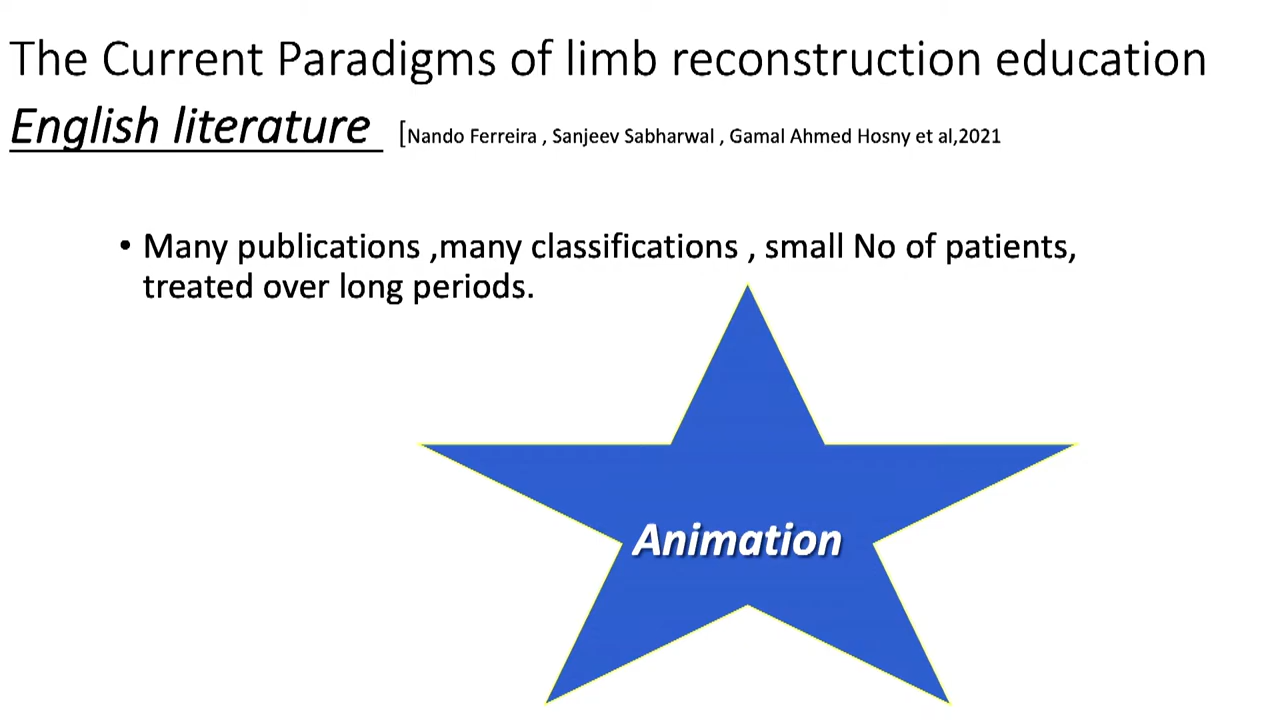 The Current Paradigms of limb reconstruction education
English literature [Nando Ferreira , Sanjeev Sabharwal , Gamal Ahmed Hosny et al,2021
• Many publications ,many classifications , small No of patients,
treated over long periods.
Animation